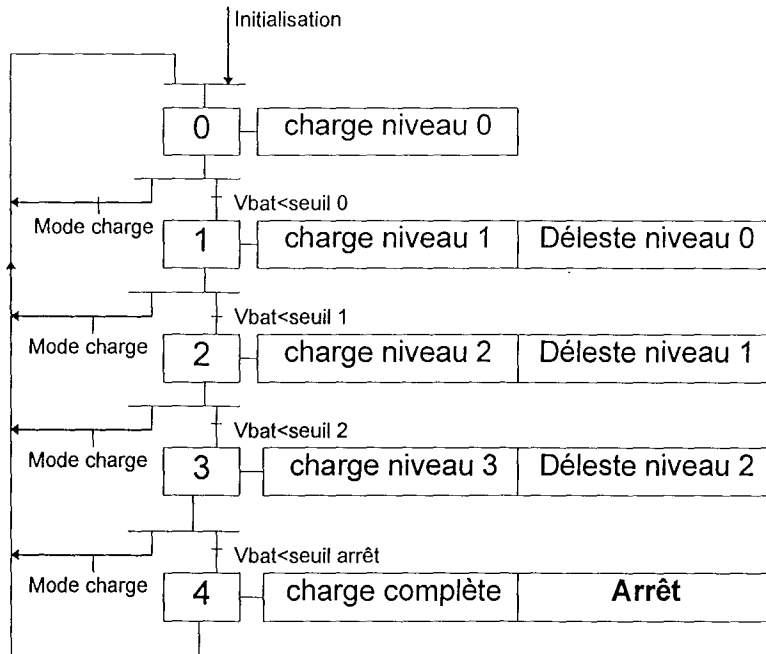 Initialisation
0 charge niveau 0
Vbat<seuil 0
Mode charge
1 charge niveau 1 Déleste niveau 0
Vbat<seuil 1
Mode charge
2 charge niveau 2 Déleste niveau 1
Vbat<seuil 2
Mode charge
3 charge niveau 3 Déleste niveau 2
Vbat<seuil arrêt
Mode charge
4 charge complète Arrêt